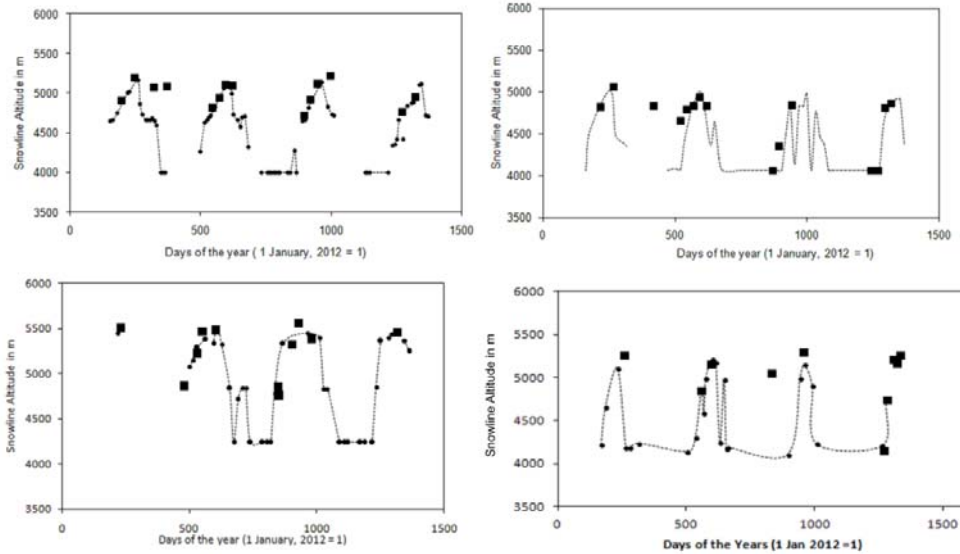 6000
5500
5000
4500
4000
3500
0 500 1000 1500
Snowline Altitude in m
Days of the year ( 1 January, 2012 = 1)
6000
5500
5000
4500
4000
3500
0 500 1000 1500
Snowline Altitude in m
Days of the year (1 January, 2012 = 1)
6000
5500
5000
4500
4000
3500
0 500 1000 1500
Snowline Altitude in m
Days of the year (1 January, 2012 =1)
6000
5500
5000
4500
4000
3500
0 500 1000 1500
Snowline Altitude in m
Days of the Years (1 Jan 2012 =1)